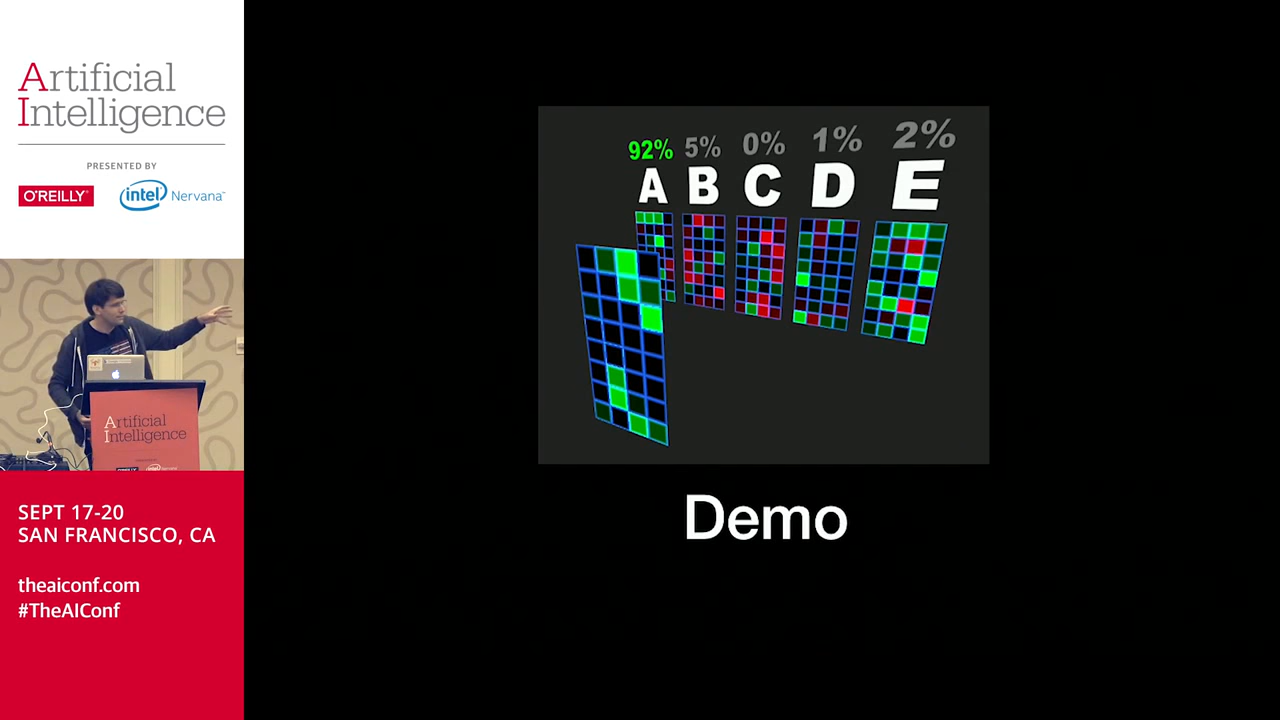 Artificial
Intelligence
PRESENTED BY
O'REILLY
intel Nervana
92% 5% 0% 1% 2%
A B C D E
Demo
Artificial
Intelligence
SEPT 17-20
SAN FRANCISCO, CA
theaiconf.com
#TheAIConf